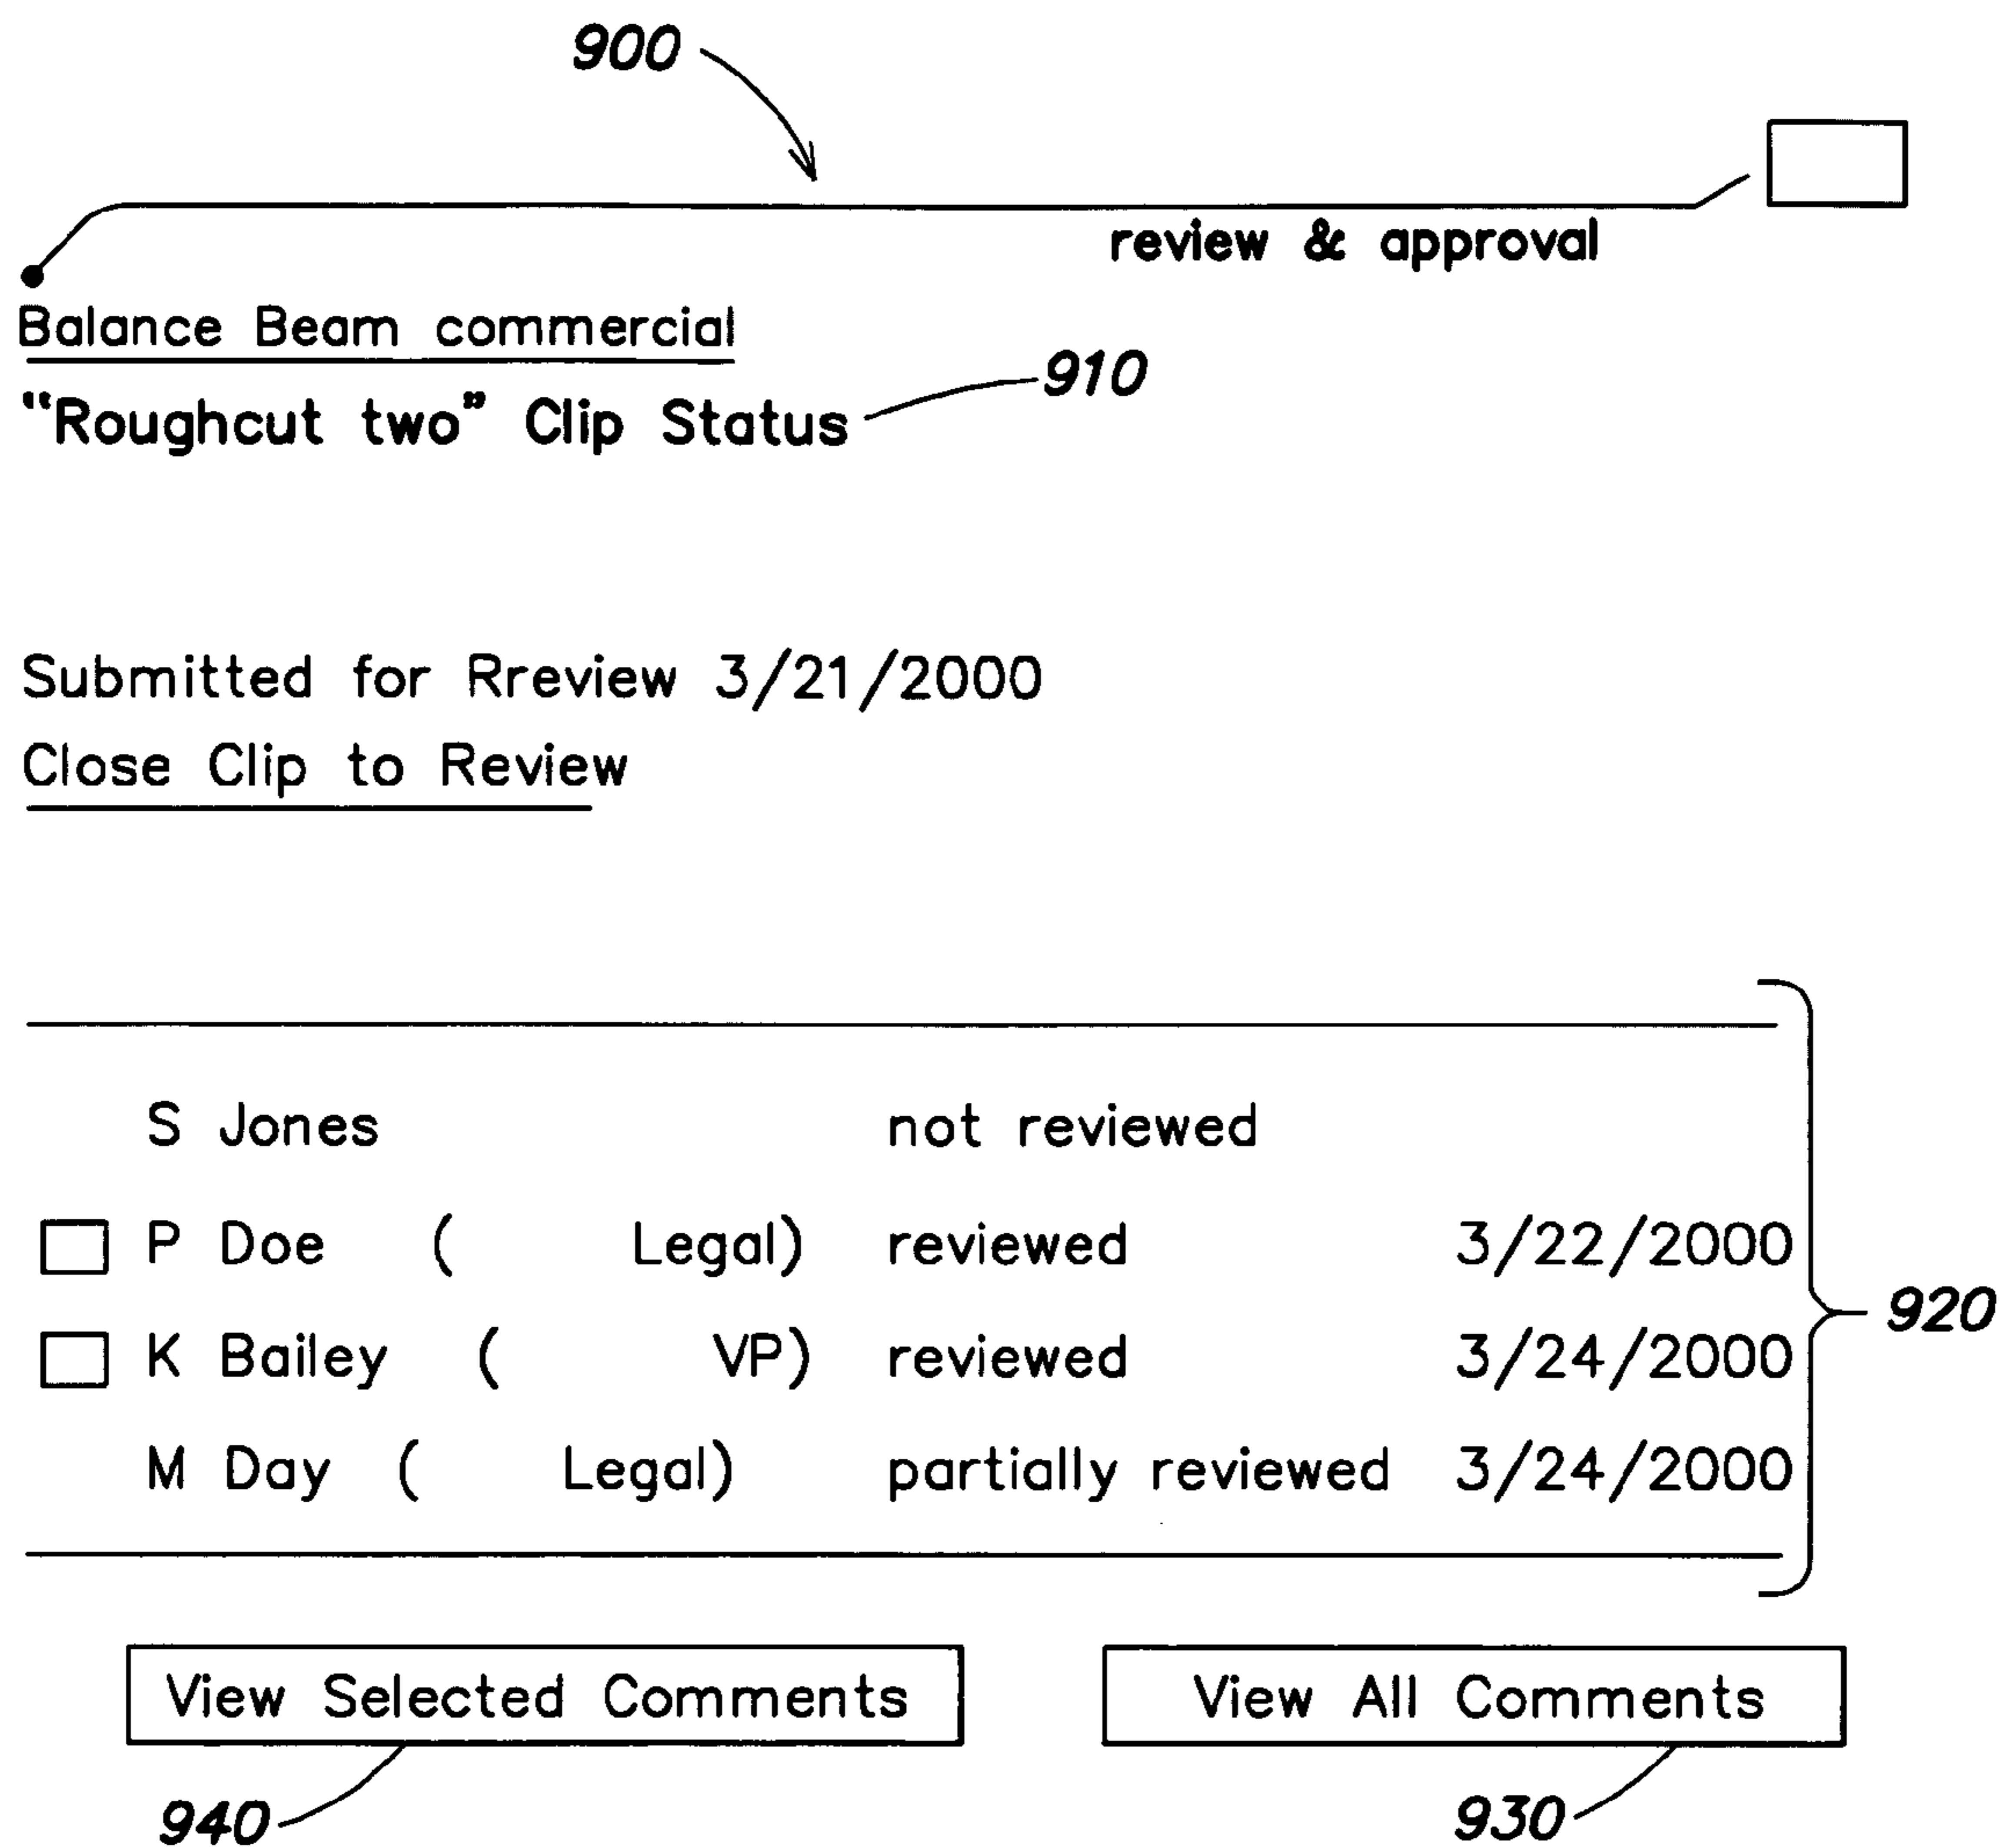 900
review & approval
Balance Beam commercial
“Roughcut two” Clip Status 910
Submitted for Rreview 3/21/2000
Close Clip to Review
S Jones not reviewed
P Doe ( Legal) reviewed 3/22/2000
K Bailey ( VP) reviewed 3/24/2000
M Day ( Legal) partially reviewed 3/24/2000
920
View Selected Comments View All Comments
940 930